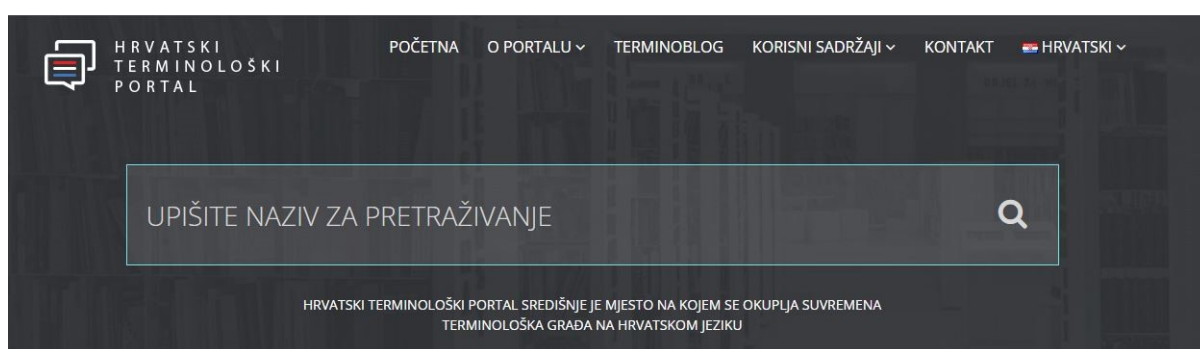 HRVATSKI
TERMINOLOŠKI
PORTAL
POČETNA O PORTALU TERMINOBLOG KORISNI SADRŽAJI KONTAKT HRVATSKI
UPIŠITE NAZIV ZA PRETRAŽIVANJE
HRVATSKI TERMINOLOŠKI PORTAL SREDIŠNJE JE MJESTO NA KOJEM SE OKUPLJA SUVREMENA
TERMINOLOŠKA GRAĐA NA HRVATSKOM JEZIKU